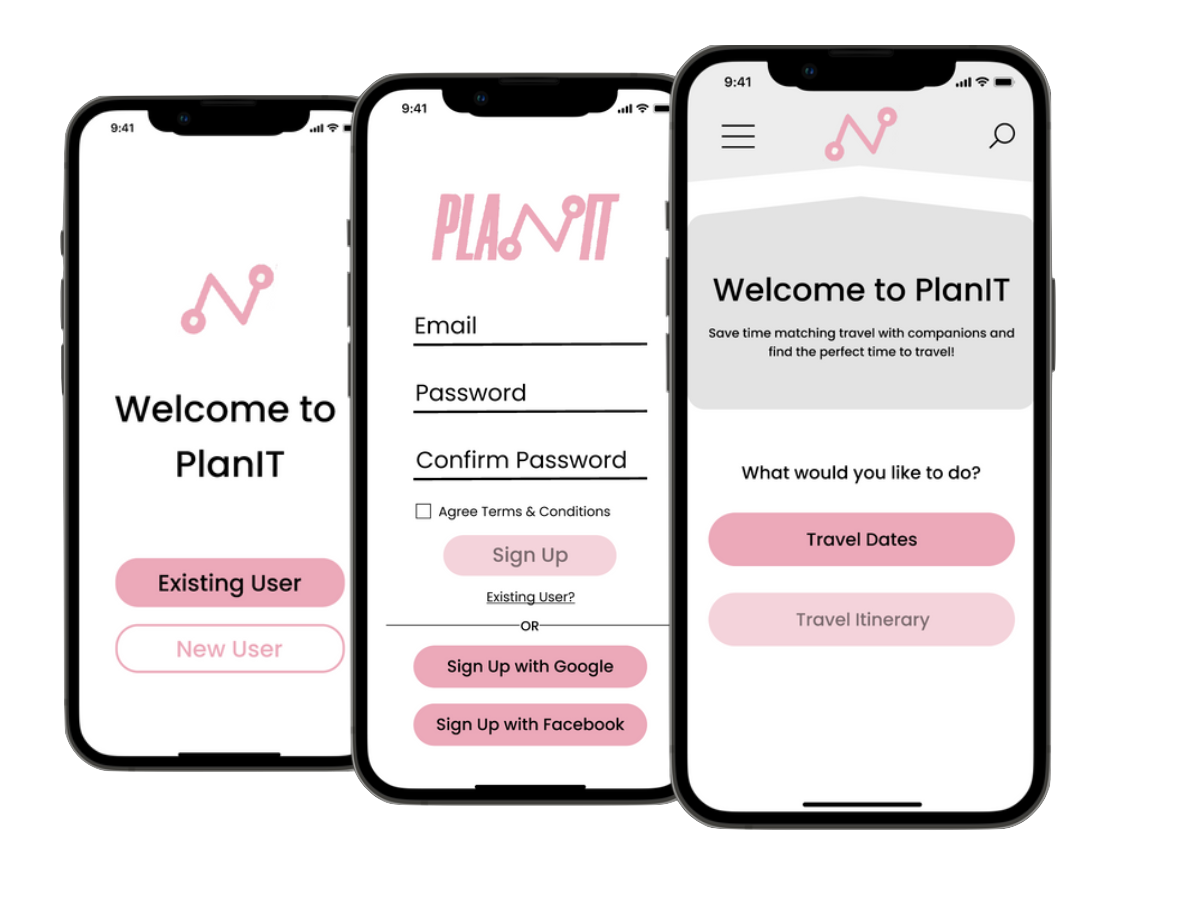 9:41
Welcome to
PlanIT
Existing User
New User
9:41
PLANIT
Email
Password
Confirm Password
Agree Terms & Conditions
Sign Up
Existing User?
OR
Sign Up with Google
Sign Up with Facebook
9:41
Welcome to PlanIT
Save time matching travel with companions and
find the perfect time to travel!
What would you like to do?
Travel Dates
Travel Itinerary